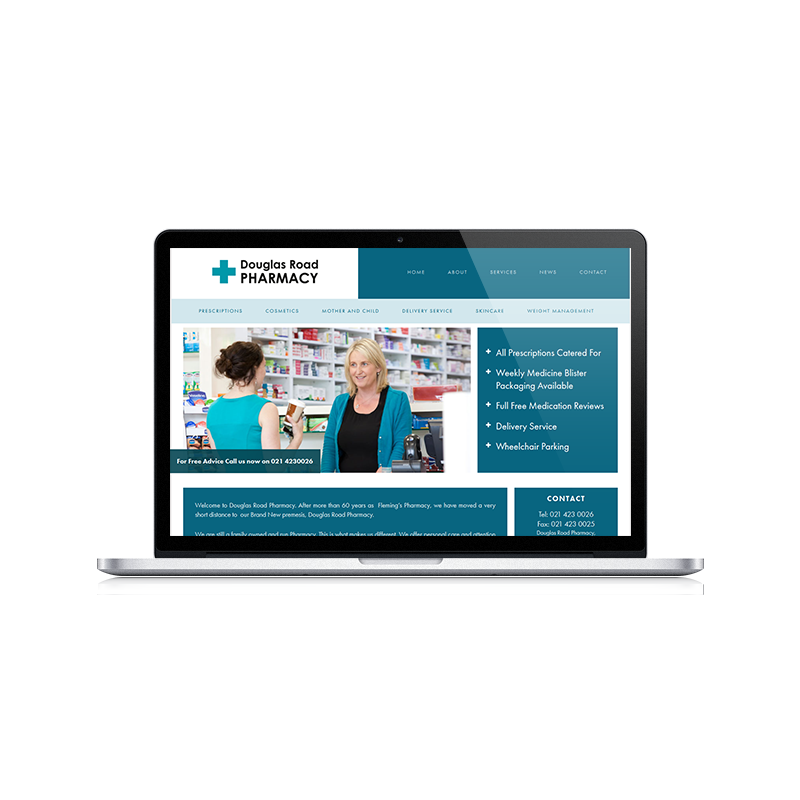 Douglas Road
PHARMACY
HOME ABOUT SERVICES NEWS CONTACT
PRESCRIPTIONS COSMETICS MOTHER AND CHILD DELIVERY SERVICE SKINCARE WEIGHT MANAGEMENT
+ All Prescriptions Catered For
+ Weekly Medicine Blister
Packaging Available
+ Full Free Medication Reviews
+ Delivery Service
+ Wheelchair Parking
For Free Advice Call us now on 021 4230026
Welcome to Douglas Road Pharmacy. After more than 60 years as Fleming's Pharmacy, we have moved a very
short distance to our Brand New premesis, Douglas Road Pharmacy.
We are still a family owned and run Pharmacy. This is what makes us different. We offer personal care and attention
CONTACT
Tel: 021 423 0026
Fax: 021 423 0025
Douglas Road Pharmacy,